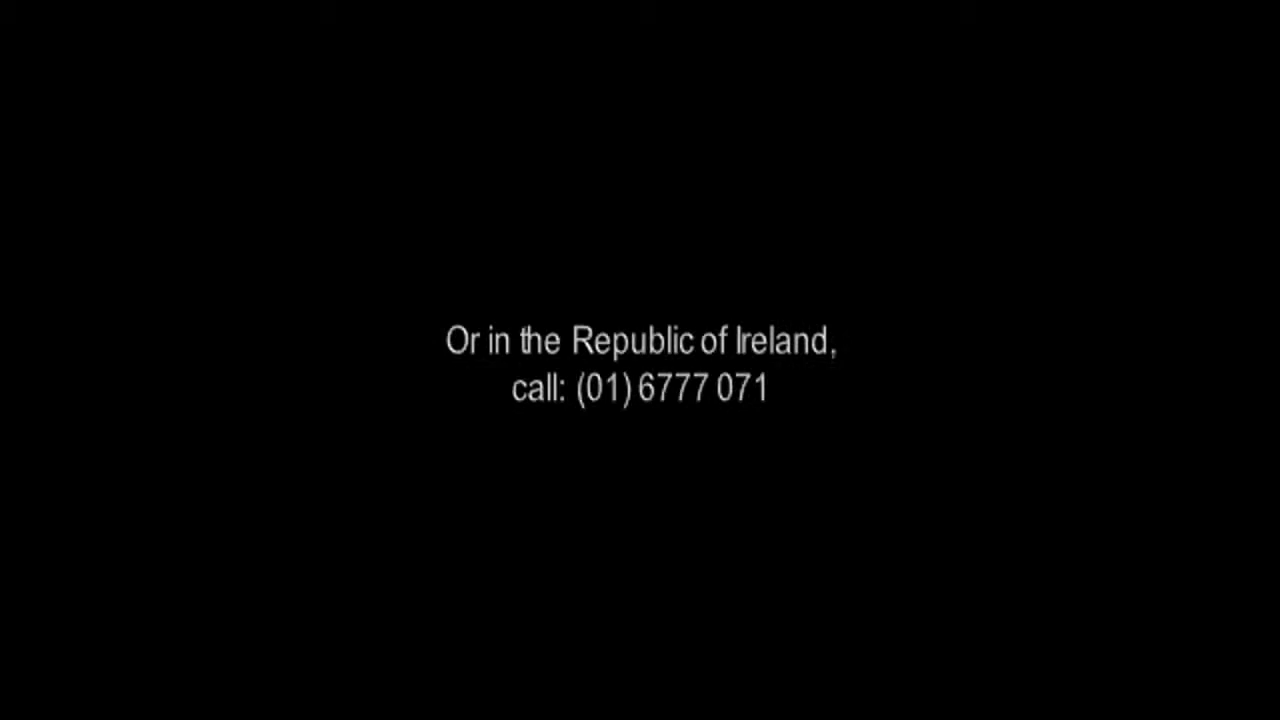 Or in the Republic of Ireland,
call: (01) 6777 071